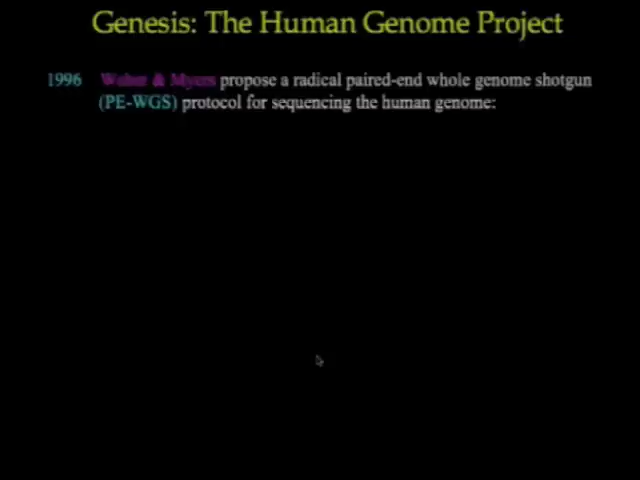 Genesis: The Human Genome Project
1996 Weber & Myers propose a radical paired-end whole genome shotgun
(PE-WGS) protocol for sequencing the human genome: